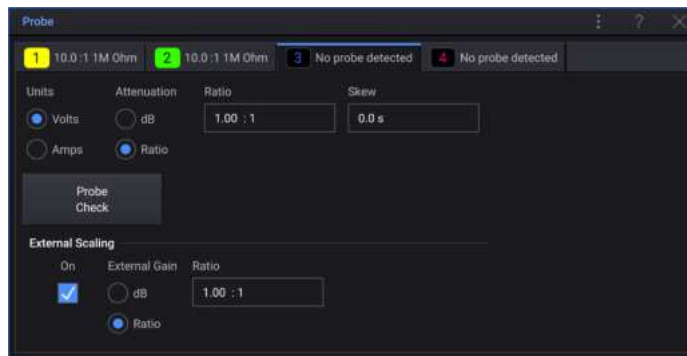 Probe
1 10.0 :1 1M Ohm 2 10.0 :1 1M Ohm 3 No probe detected 4 No probe detected
Units Attenuation Ratio Skew
Volts dB 1.00 : 1 0.0 s
Amps Ratio
Probe
Check
External Scaling
On External Gain Ratio
dB 1.00 : 1
Ratio